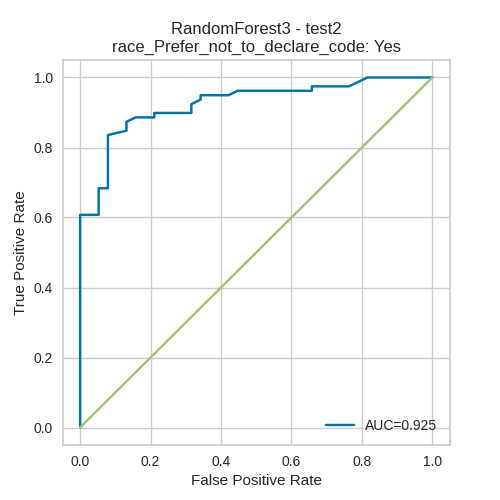 RandomForest3 - test2
race_Prefer_not_to_declare_code: Yes
1.0
0.8
0.6
0.4
0.2
0.0
True Positive Rate
AUC=0.925
0.0 0.2 0.4 0.6 0.8 1.0
False Positive Rate